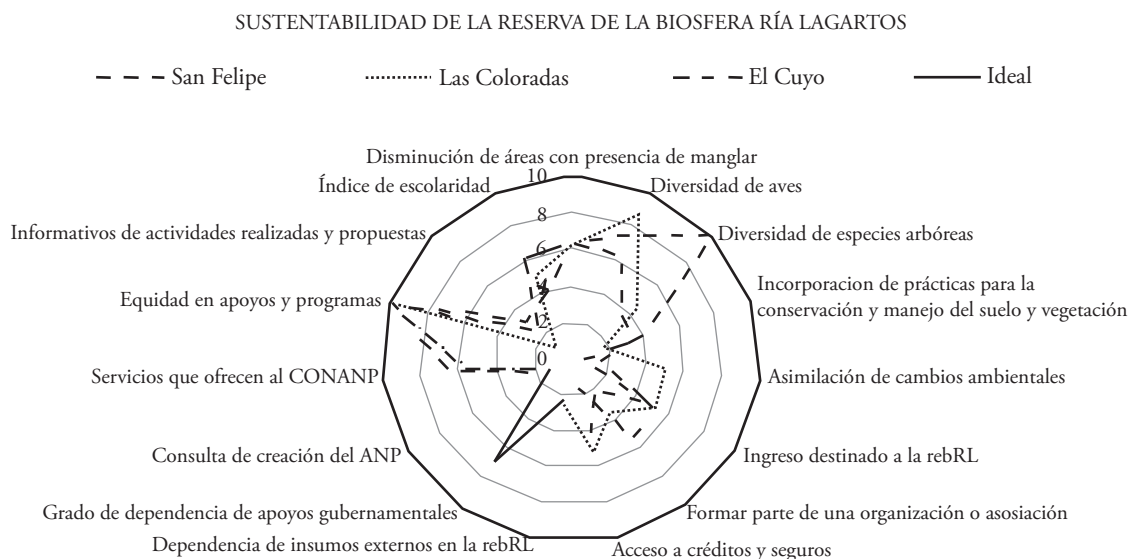 SUSTENTABILIDAD DE LA RESERVA DE LA BIOSFERA RÍA LAGARTOS
San Felipe
Las Coloradas
El Cuyo
Ideal
Disminución de áreas con presencia de manglar
10
Índice de escolaridad
Diversidad de aves
8
Informativos de actividades realizadas y propuestas
Diversidad de especies arbóreas
6
Equidad en apoyos y programas
4
Incorporacion de prácticas para la
conservación y manejo del suelo y vegetación
2
0
Servicios que ofrecen al CONANP
Asimilación de cambios ambientales
Consulta de creación del ANP
Ingreso destinado a la rebRL
Grado de dependencia de apoyos gubernamentales
Formar parte de una organización o asosiación
Dependencia de insumos externos en la rebRL
Acceso a créditos y seguros